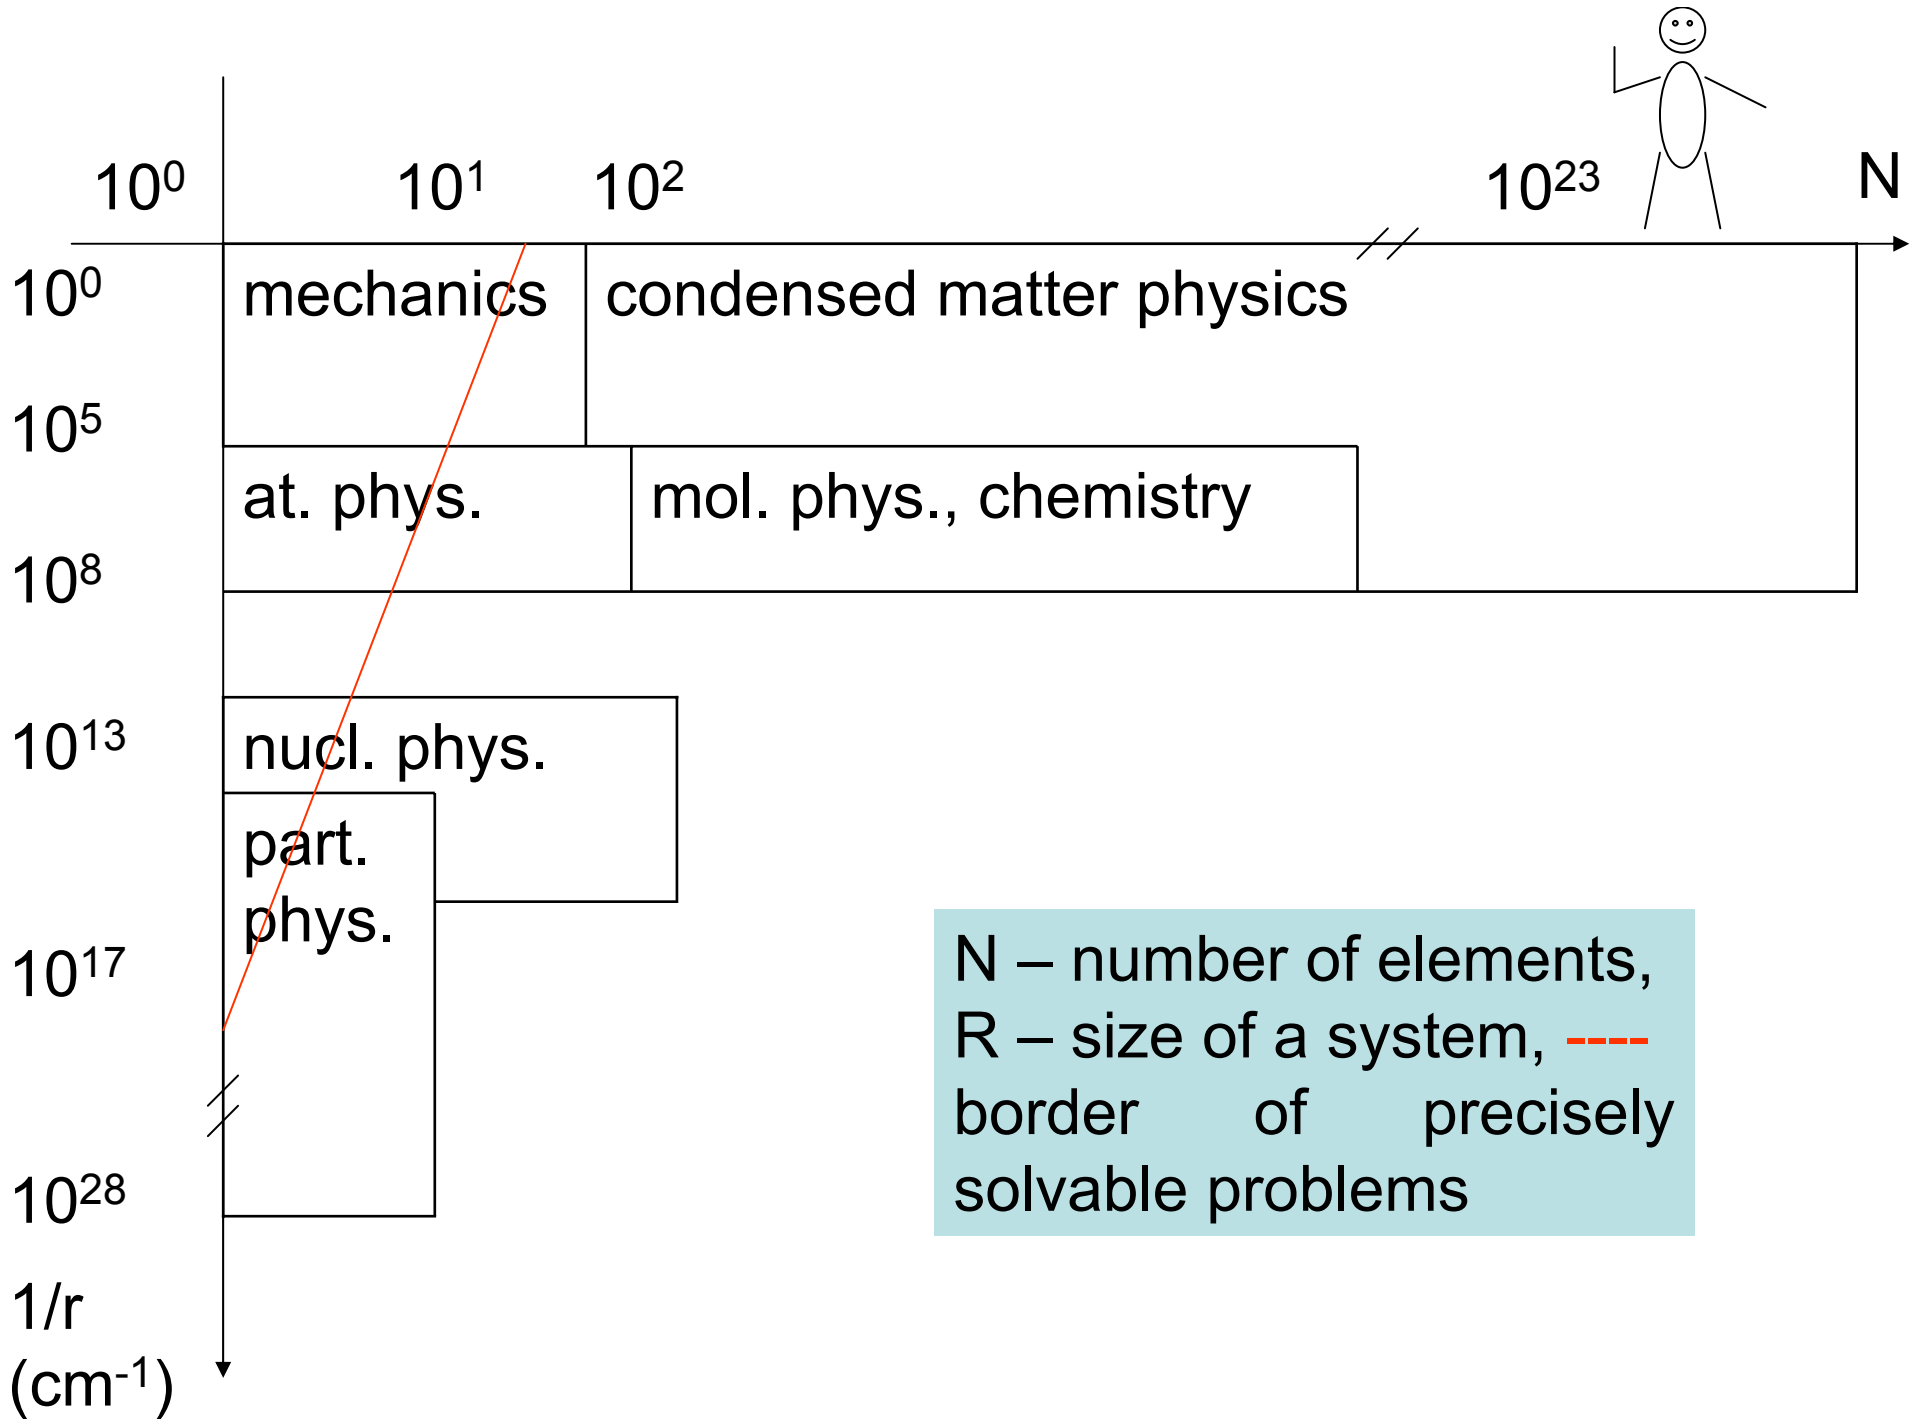 10⁰ 10¹ 10² 10²³ N
10⁰ mechanics condensed matter physics
10⁵
at. phys. mol. phys., chemistry
10⁸
10¹³ nucl. phys.
part.
phys.
10¹⁷
10²⁸
1/r
(cm⁻¹)
N – number of elements,
R – size of a system, ----
border of precisely
solvable problems